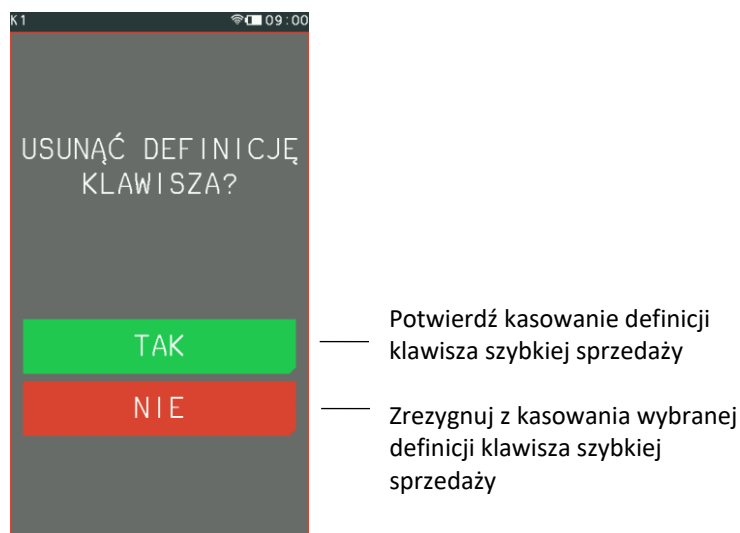 K1 09:00
USUNĄĆ DEFINICJĘ
KLAWISZA?
TAK
NIE
Potwierdź kasowanie definicji
klawisza szybkiej sprzedaży
Zrezygnuj z kasowania wybranej
definicji klawisza szybkiej
sprzedaży